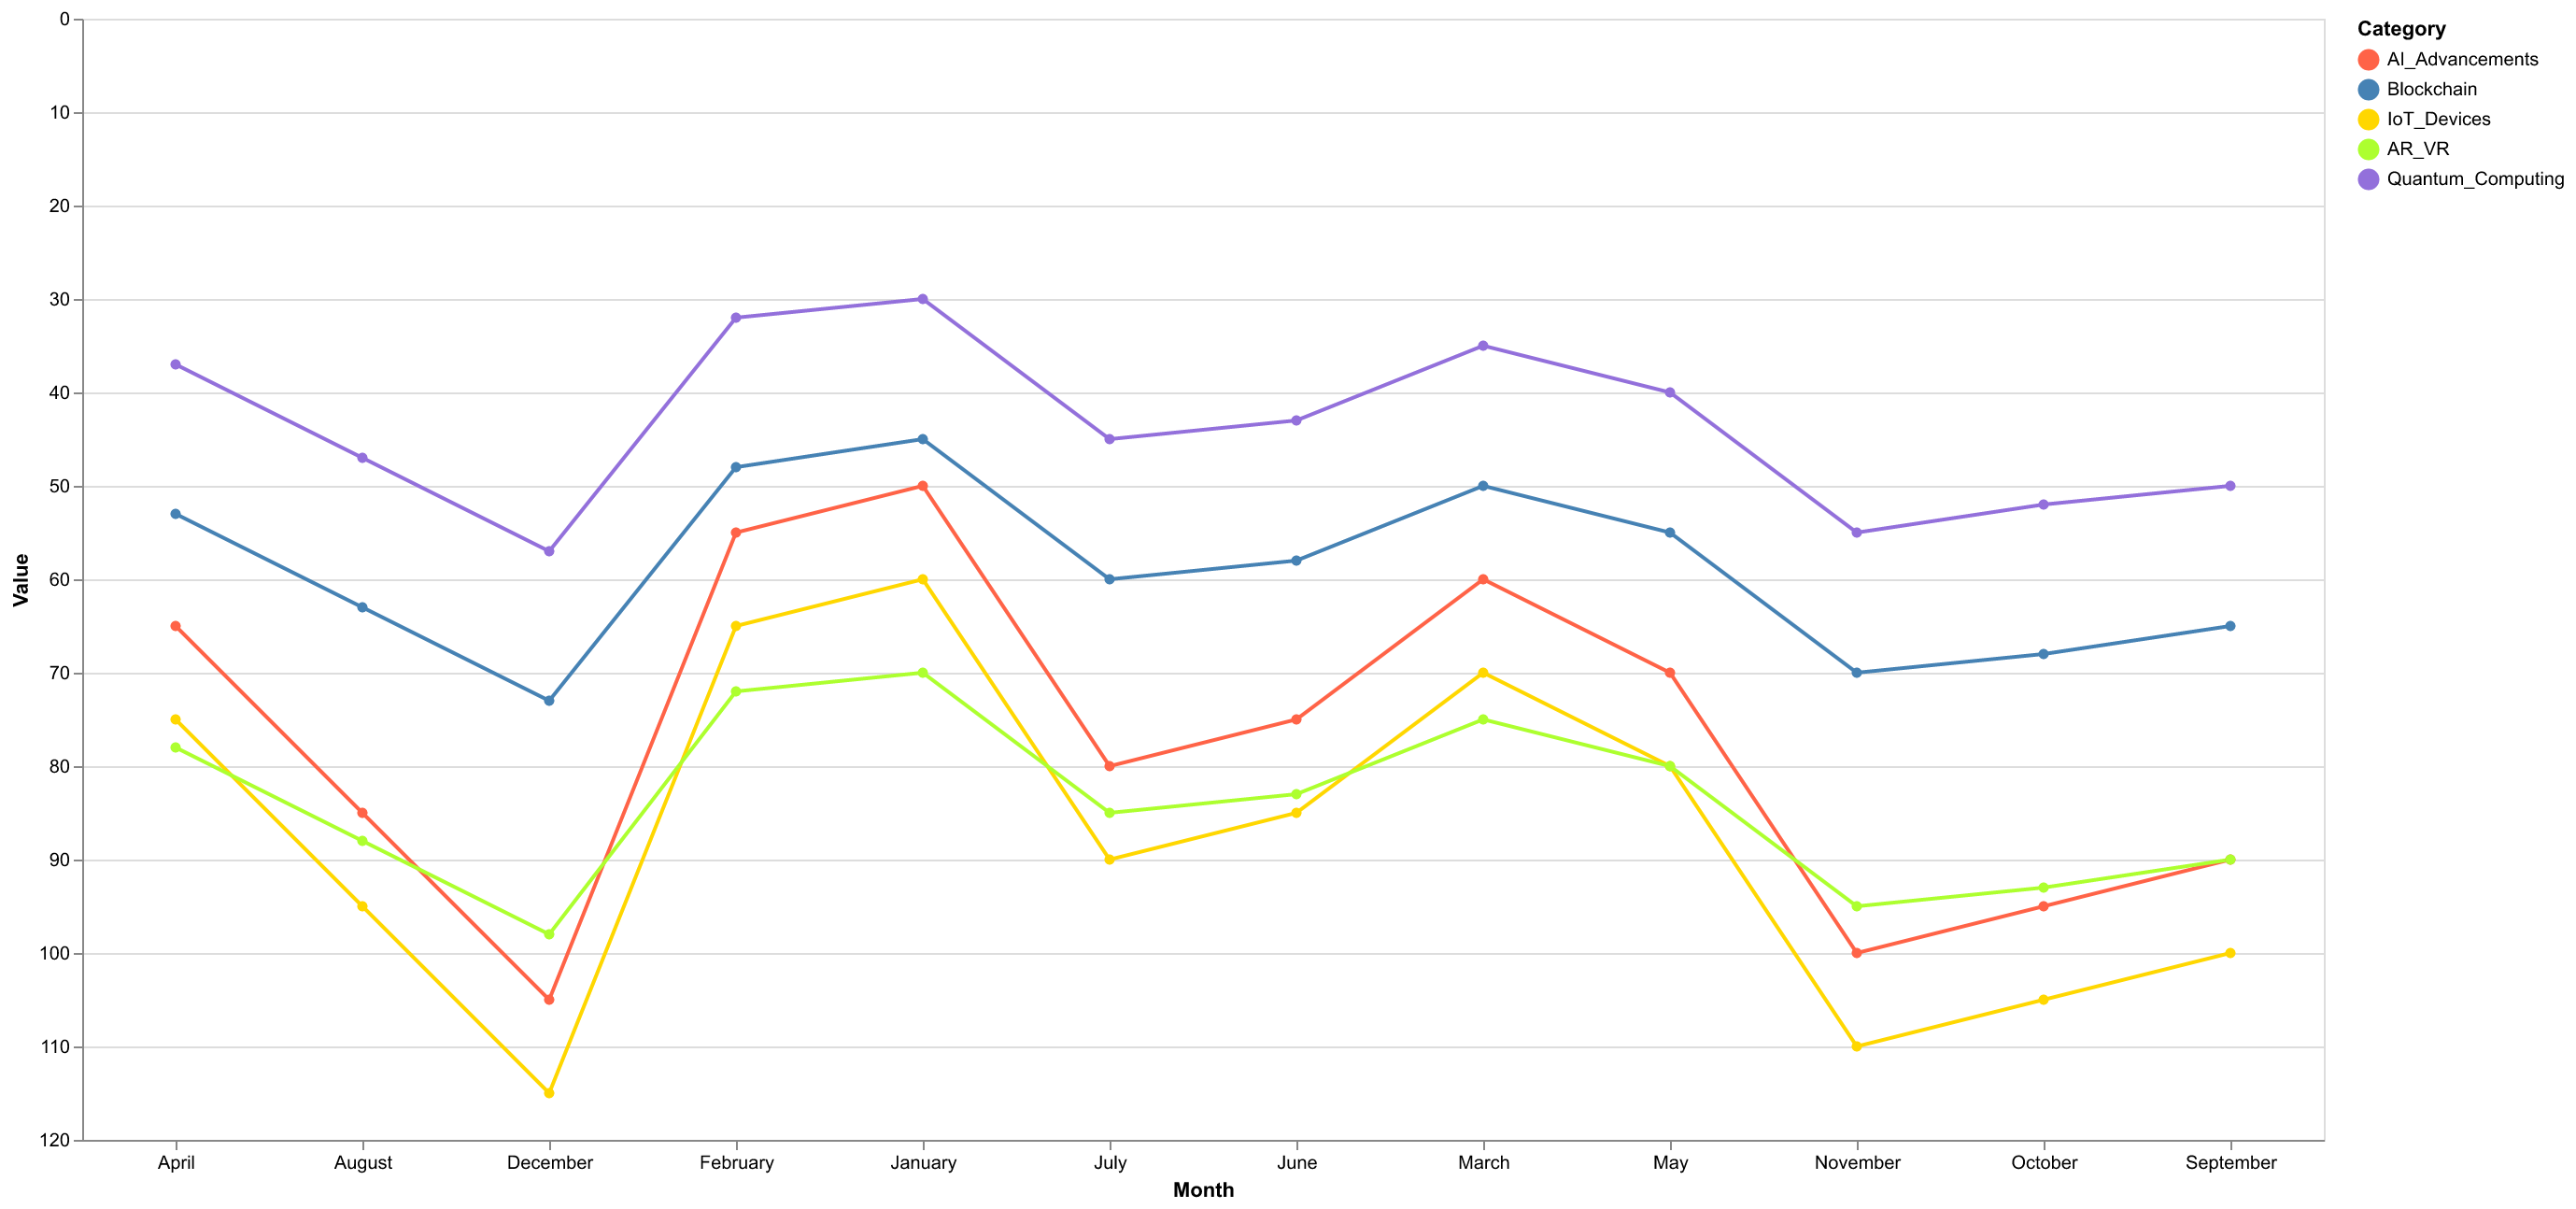 0
10
20
30
40
50
60
70
80
90
100
110
120
Value
April
August
December
February
January
July
June
March
May
November
October
September
Month
Category
AI_Advancements
Blockchain
IoT_Devices
AR_VR
Quantum_Computing